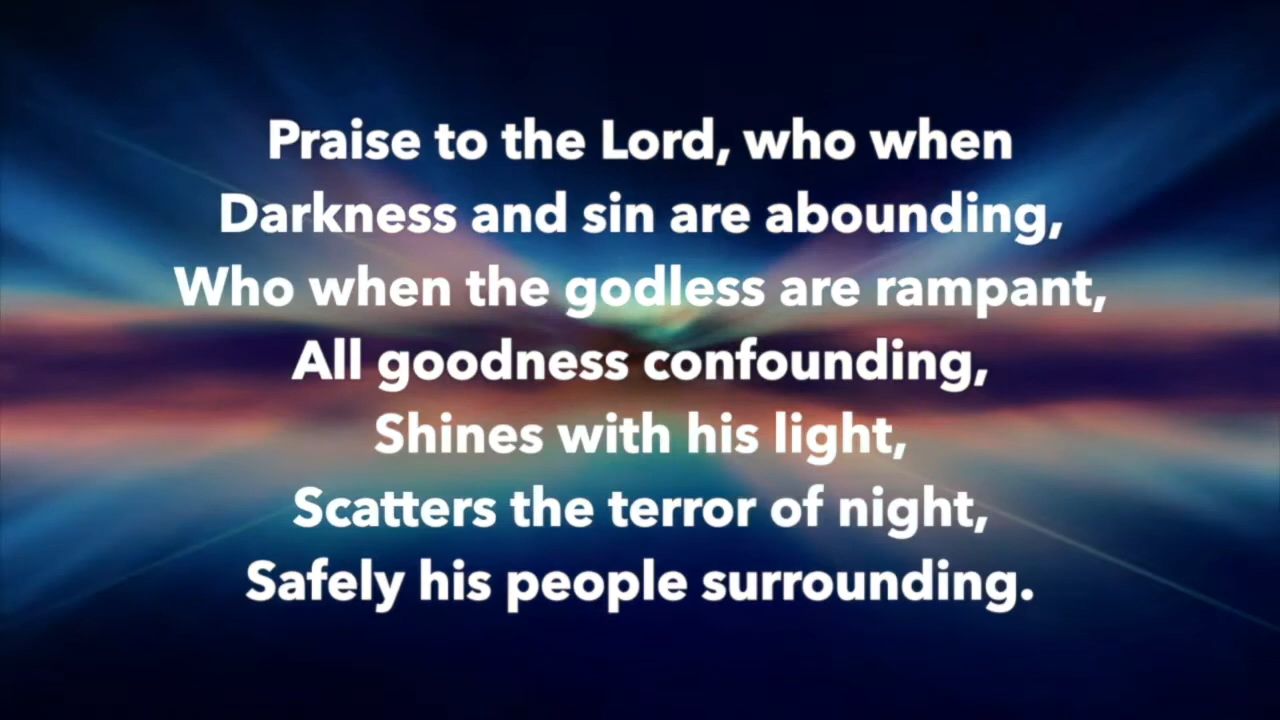 Praise to the Lord, who when
Darkness and sin are abounding,
Who when the godless are rampant,
All goodness confounding,
Shines with his light,
Scatters the terror of night,
Safely his people surrounding.